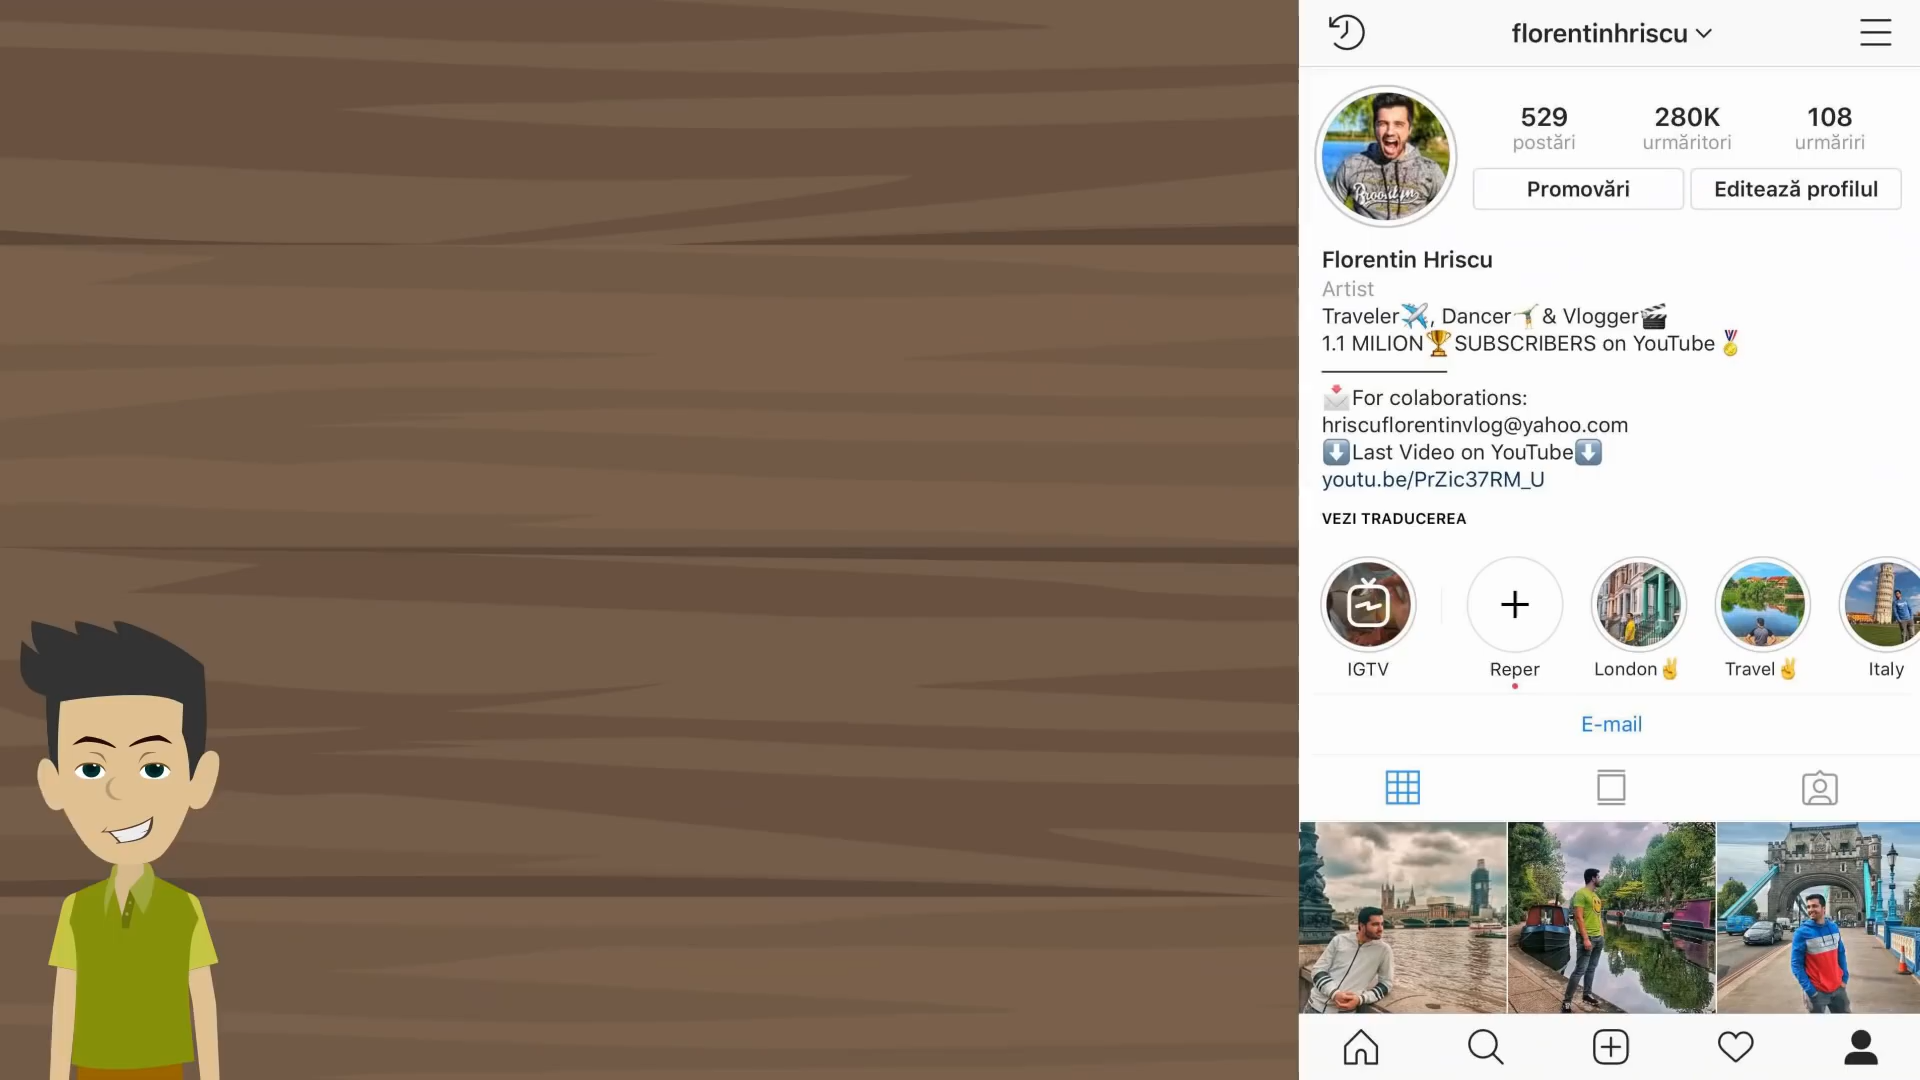 florentinhriscu
529 280K 108
postări urmăritori urmăriri
Promovări Editează profilul
Brooklyn
Florentin Hriscu
Artist
Traveler✈️, Dancer🤸‍♂️& Vlogger🎬
1.1 MILION🏆SUBSCRIBERS on YouTube🏅
📩For colaborations:
hriscuflorentinvlog@yahoo.com
⬇️Last Video on YouTube⬇️
youtu.be/PrZic37RM_U
VEZI TRADUCEREA
IGTV Reper London✌️ Travel✌️ Italy
E-mail